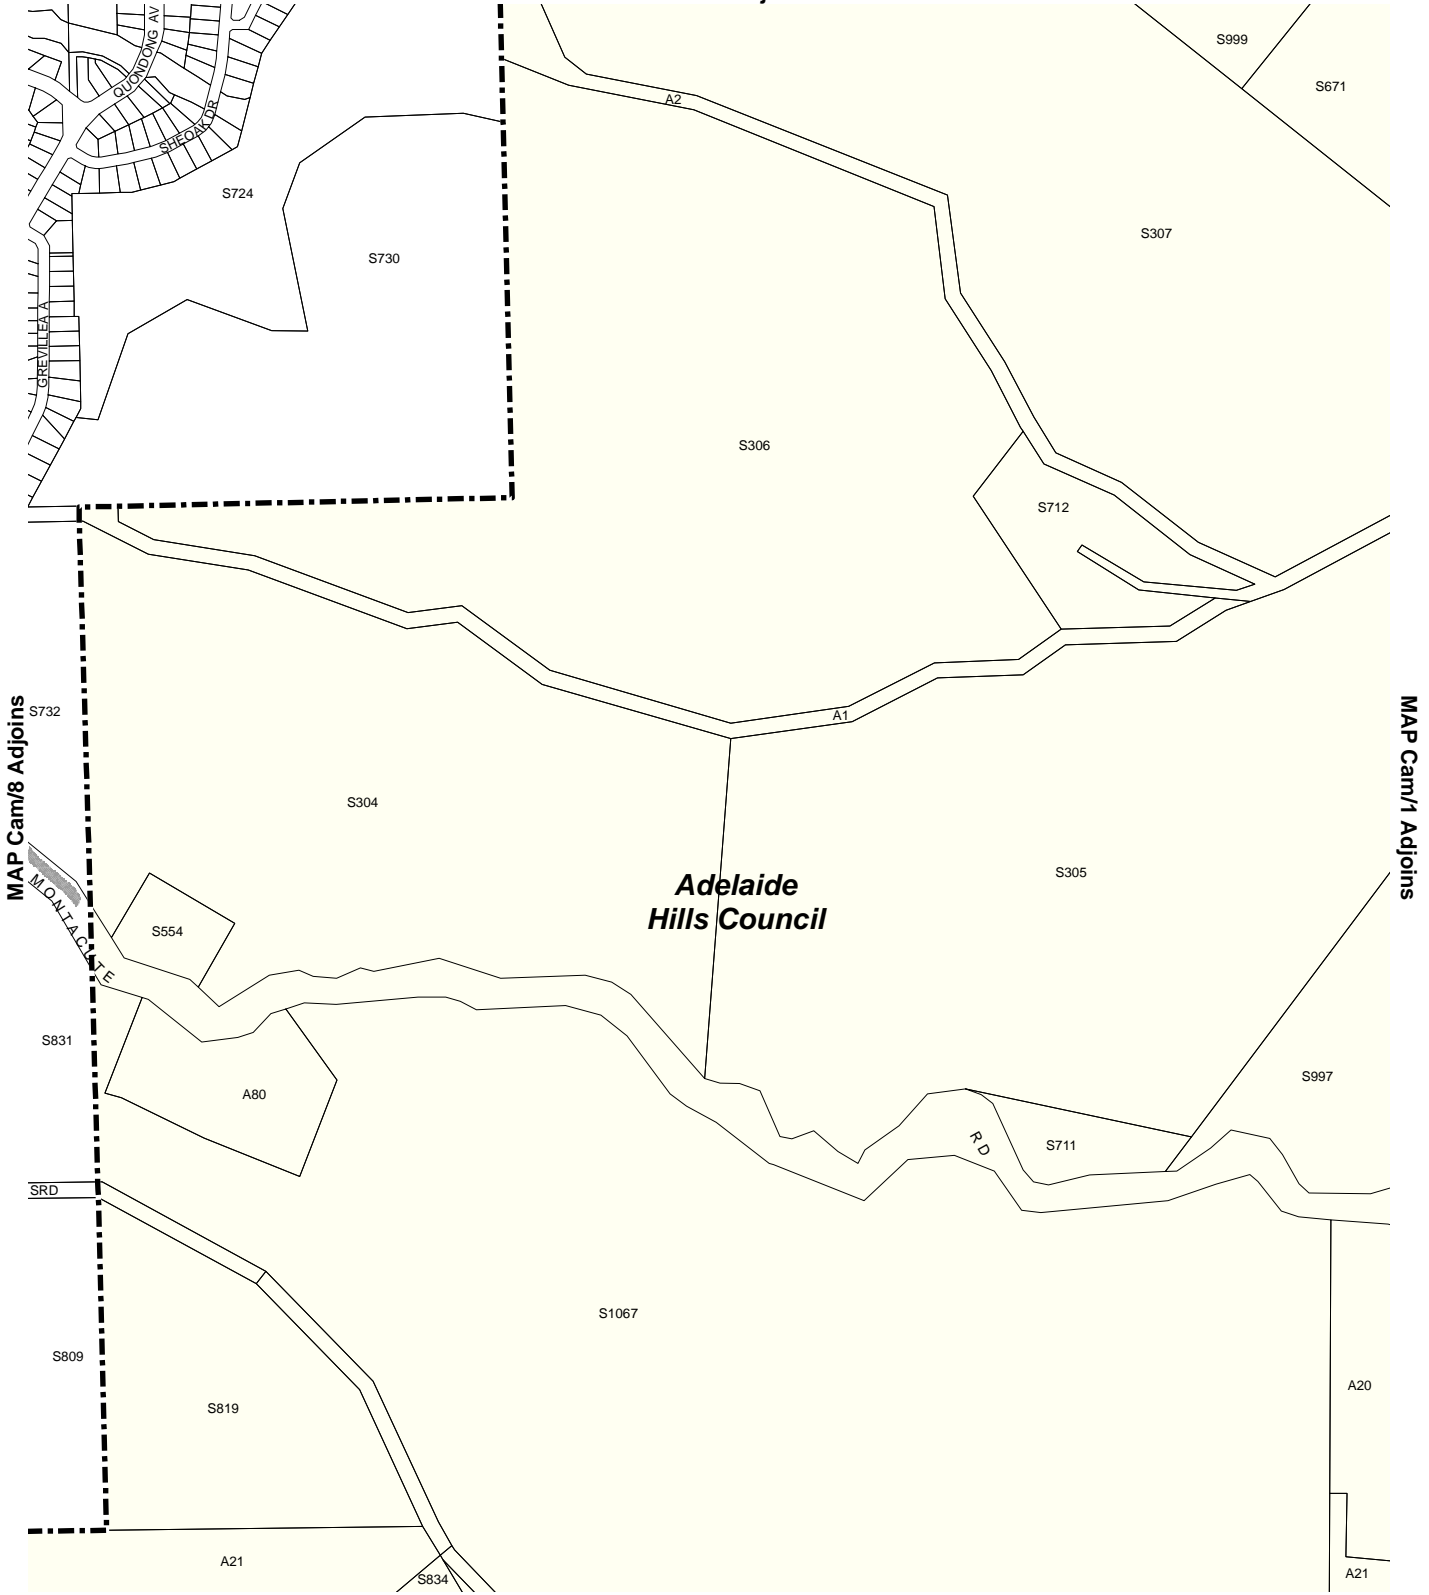 S999
S671
QUONDONG AV
A2
SHEOAK DR
S724
S307
S730
GREVILLEA A
S306
S712
S732
A1
MAP Cam/8 Adjoins
MAP Cam/1 Adjoins
S304
S305
Adelaide
Hills Council
MONTACUTE
S554
S831
S997
A80
RD
S711
SRD
S1067
S809
A20
S819
A21
S834
A21